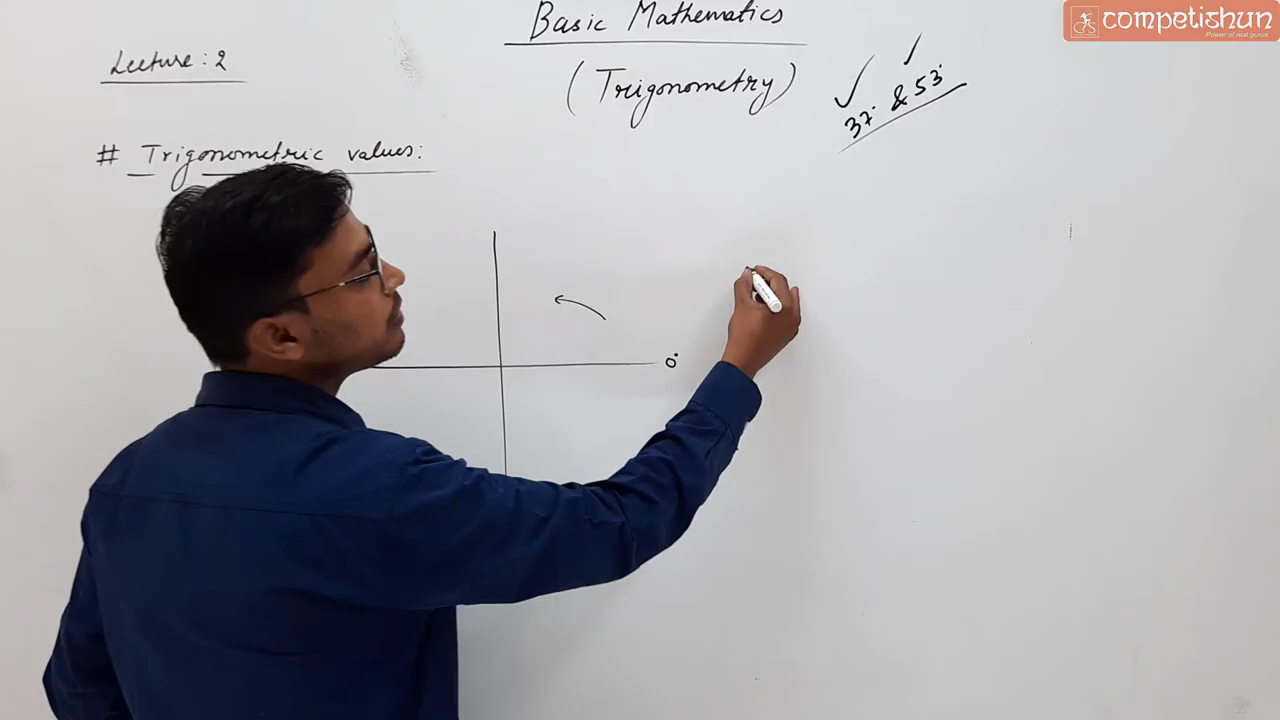 Basic Mathematics
competishun
Power of real gurus
Lecture: 2
(Trigonometry)
37° & 53°
# Trigonometric values:
0°